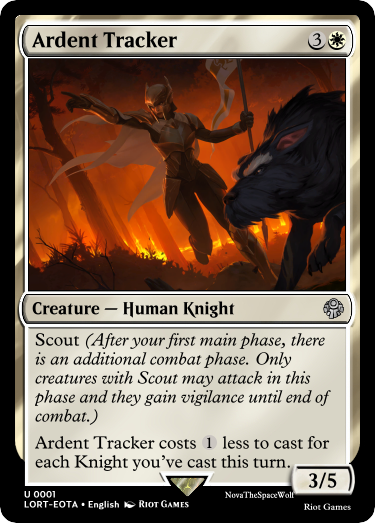 Ardent Tracker 3
Creature — Human Knight
Scout (After your first main phase, there
is an additional combat phase. Only
creatures with Scout may attack in this
phase and they gain vigilance until end of
combat.)
Ardent Tracker costs 1 less to cast for
each Knight you've cast this turn.
3/5
U 0001 NovaTheSpaceWolf
LORT-EOTA • English Riot Games Riot Games